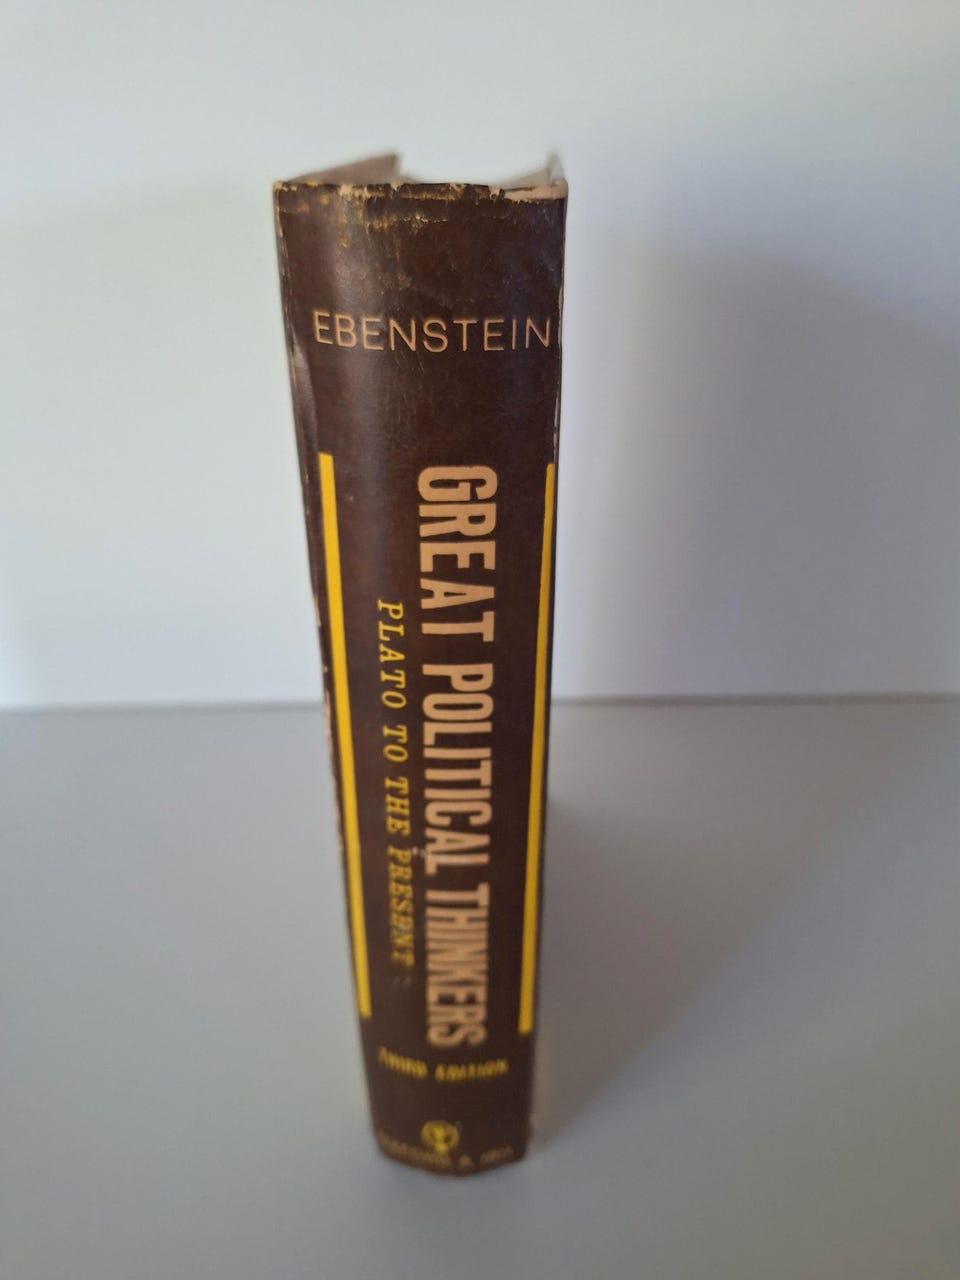 EBENSTEIN
GREAT POLITICAL THINKERS
PLATO TO THE PRESENT
THIRD EDITION